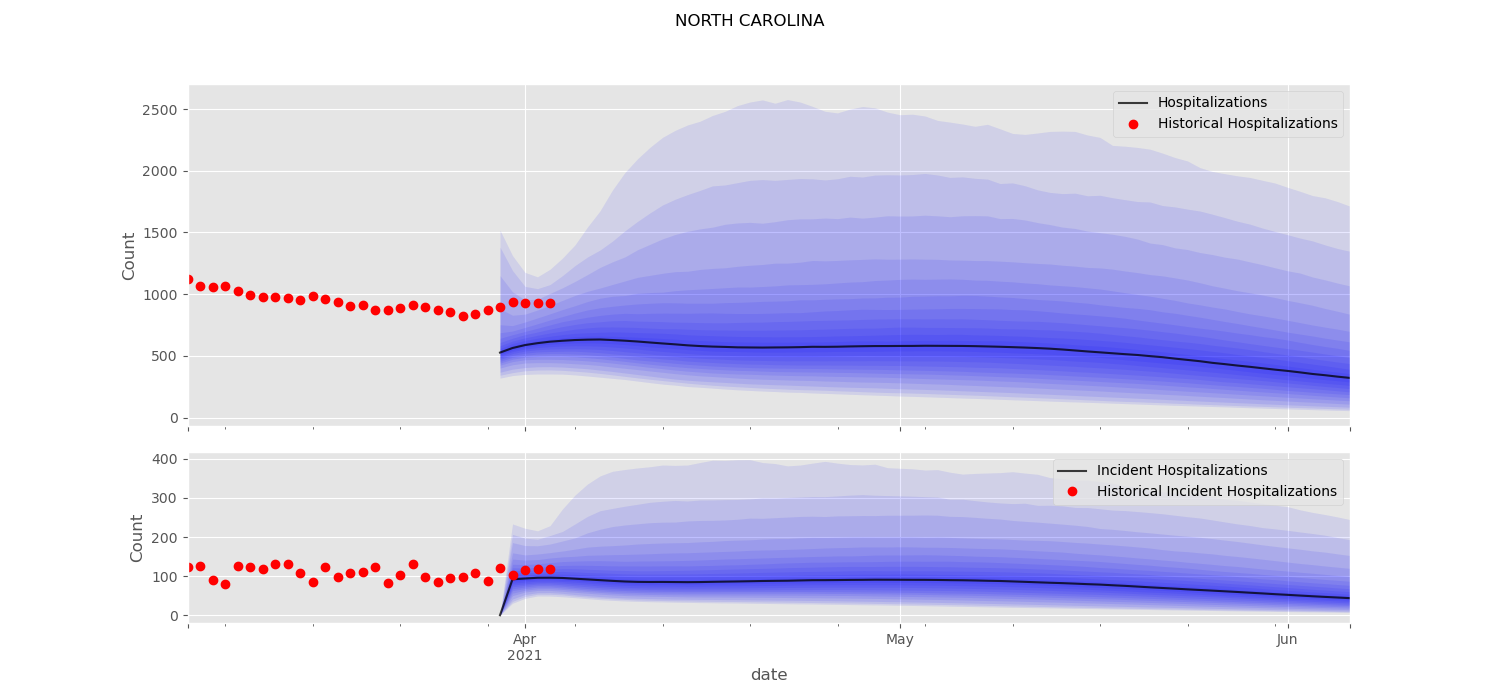 NORTH CAROLINA
Count
2500
2000
1500
1000
500
0
Hospitalizations
Historical Hospitalizations
Count
400
300
200
100
0
Incident Hospitalizations
Historical Incident Hospitalizations
Apr
2021
May
Jun
date